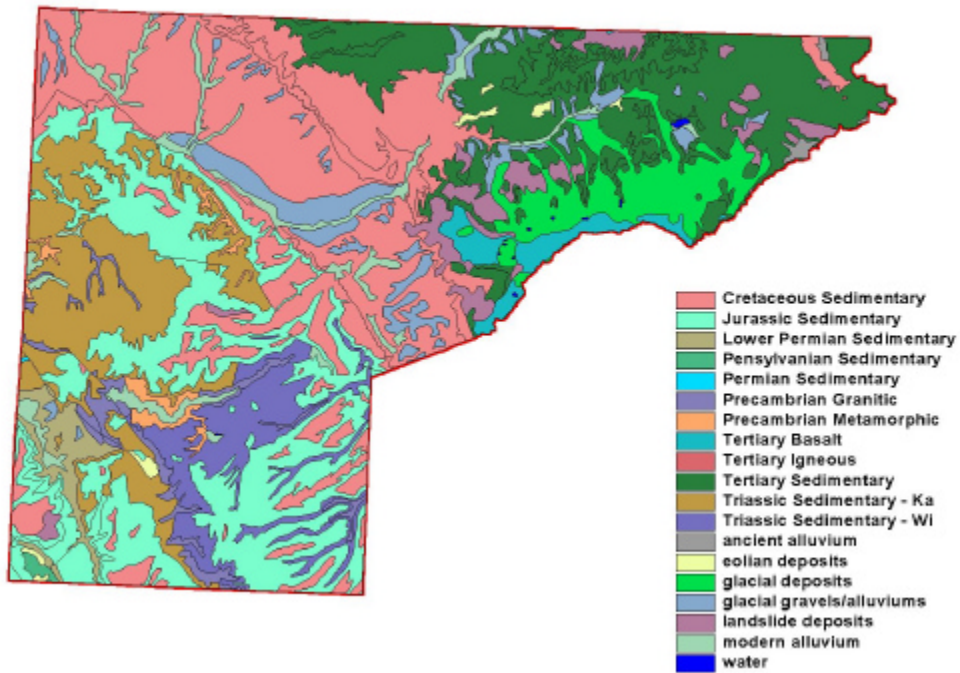 Cretaceous Sedimentary
Jurassic Sedimentary
Lower Permian Sedimentary
Pensylvanian Sedimentary
Permian Sedimentary
Precambrian Granitic
Precambrian Metamorphic
Tertiary Basalt
Tertiary Igneous
Tertiary Sedimentary
Triassic Sedimentary - Ka
Triassic Sedimentary - Wi
ancient alluvium
eolian deposits
glacial deposits
glacial gravels/alluviums
landslide deposits
modern alluvium
water